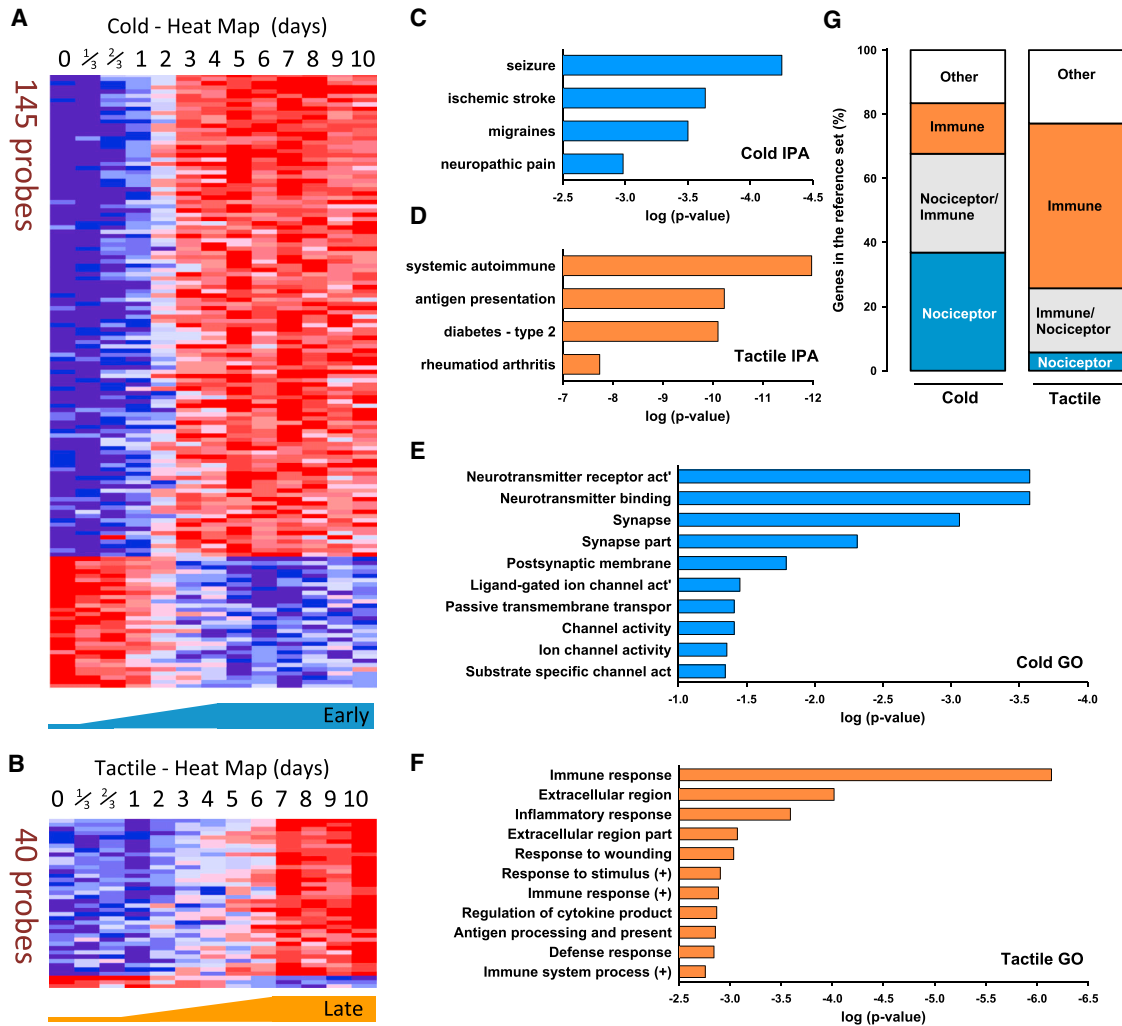 A
Cold - Heat Map (days)
0 1/3 2/3 1 2 3 4 5 6 7 8 9 10
145 probes
Early
B
Tactile - Heat Map (days)
0 1/3 2/3 1 2 3 4 5 6 7 8 9 10
40 probes
Late
C
seizure
ischemic stroke
migraines
neuropathic pain
Cold IPA
-2.5 -3.0 -3.5 -4.0 -4.5
log (p-value)
D
systemic autoimmune
antigen presentation
diabetes - type 2
rheumatiod arthritis
Tactile IPA
-7 -8 -9 -10 -11 -12
log (p-value)
G
Genes in the reference set (%)
100
80
60
40
20
0
Other
Immune
Nociceptor/
Immune
Nociceptor
Cold
Other
Immune
Immune/
Nociceptor
Nociceptor
Tactile
E
Neurotransmitter receptor act'
Neurotransmitter binding
Synapse
Synapse part
Postsynaptic membrane
Ligand-gated ion channel act'
Passive transmembrane transpor
Channel activity
Ion channel activity
Substrate specific channel act
Cold GO
-1.0 -1.5 -2.0 -2.5 -3.0 -3.5 -4.0
log (p-value)
F
Immune response
Extracellular region
Inflammatory response
Extracellular region part
Response to wounding
Response to stimulus (+)
Immune response (+)
Regulation of cytokine product
Antigen processing and present
Defense response
Immune system process (+)
Tactile GO
-2.5 -3.0 -3.5 -4.0 -4.5 -5.0 -5.5 -6.0 -6.5
log (p-value)